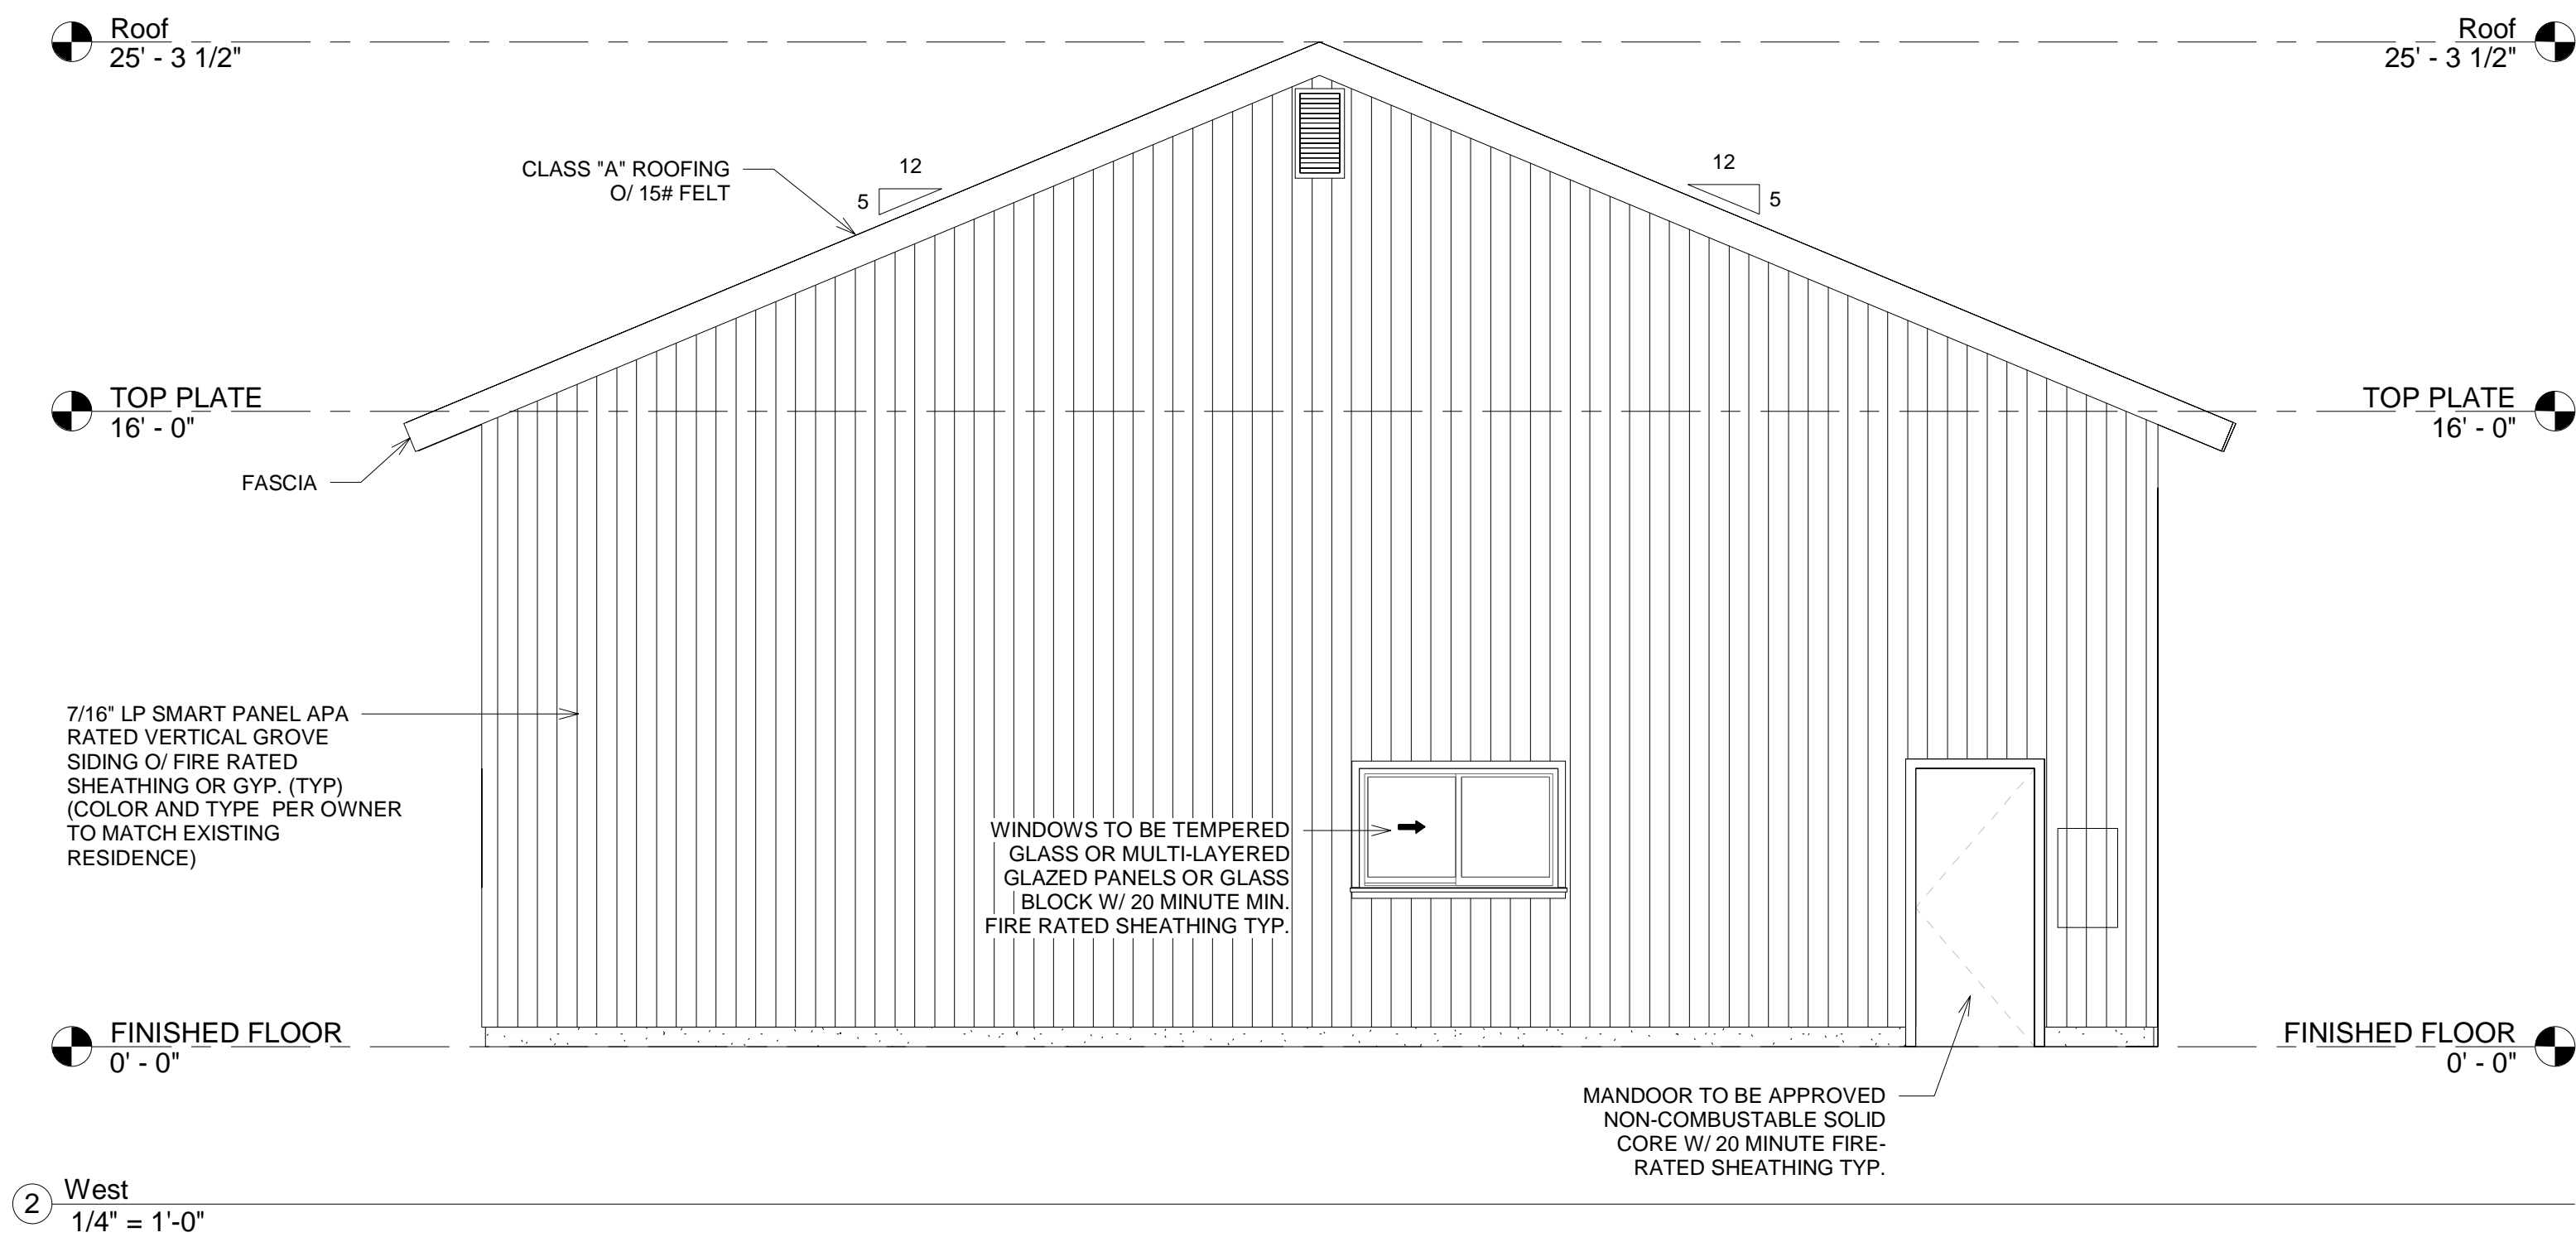 Roof
25' - 3 1/2"
Roof
25' - 3 1/2"
CLASS "A" ROOFING
O/ 15# FELT
12
5
12
5
TOP PLATE
16' - 0"
TOP PLATE
16' - 0"
FASCIA
7/16" LP SMART PANEL APA
RATED VERTICAL GROVE
SIDING O/ FIRE RATED
SHEATHING OR GYP. (TYP)
(COLOR AND TYPE PER OWNER
TO MATCH EXISTING
RESIDENCE)
WINDOWS TO BE TEMPERED
GLASS OR MULTI-LAYERED
GLAZED PANELS OR GLASS
BLOCK W/ 20 MINUTE MIN.
FIRE RATED SHEATHING TYP.
FINISHED FLOOR
0' - 0"
FINISHED FLOOR
0' - 0"
MANDOOR TO BE APPROVED
NON-COMBUSTABLE SOLID
CORE W/ 20 MINUTE FIRE-
RATED SHEATHING TYP.
2
West
1/4" = 1'-0"